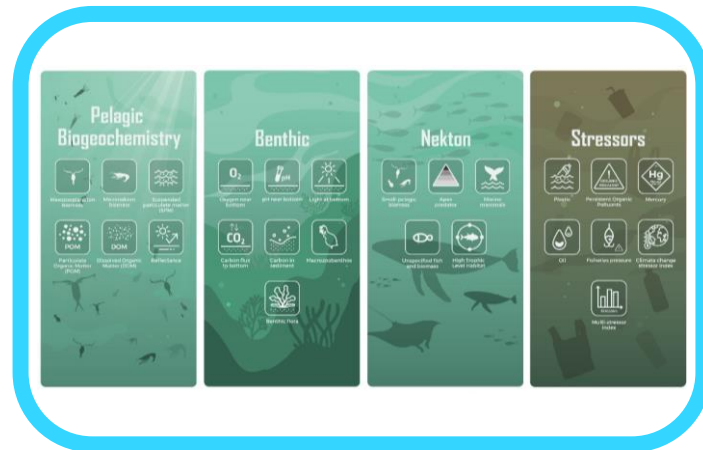 Pelagic
Biogeochemistry
Mesozooplankton
biomass
Micronekton
biomass
Suspended
particulate matter
(SPM)
POM
DOM
Particulate
Organic Matter
(POM)
Dissolved Organic
Matter (DOM)
Reflectance
Benthic
O₂
pH
Oxygen near
bottom
pH near bottom
Light at bottom
CO₂
Carbon flux
to bottom
Carbon in
sediment
Macrozoobenthos
Benthic flora
Nekton
Small pelagic
biomass
Apex
predator
Marine
mammals
Unspecified fish
and biomass
High trophic
Level habitat
Stressors
Hg
Plastic
Persistent Organic
Pollutants
Mercury
Oil
Fisheries pressure
Climate change
stressor index
Multi-stressor
index